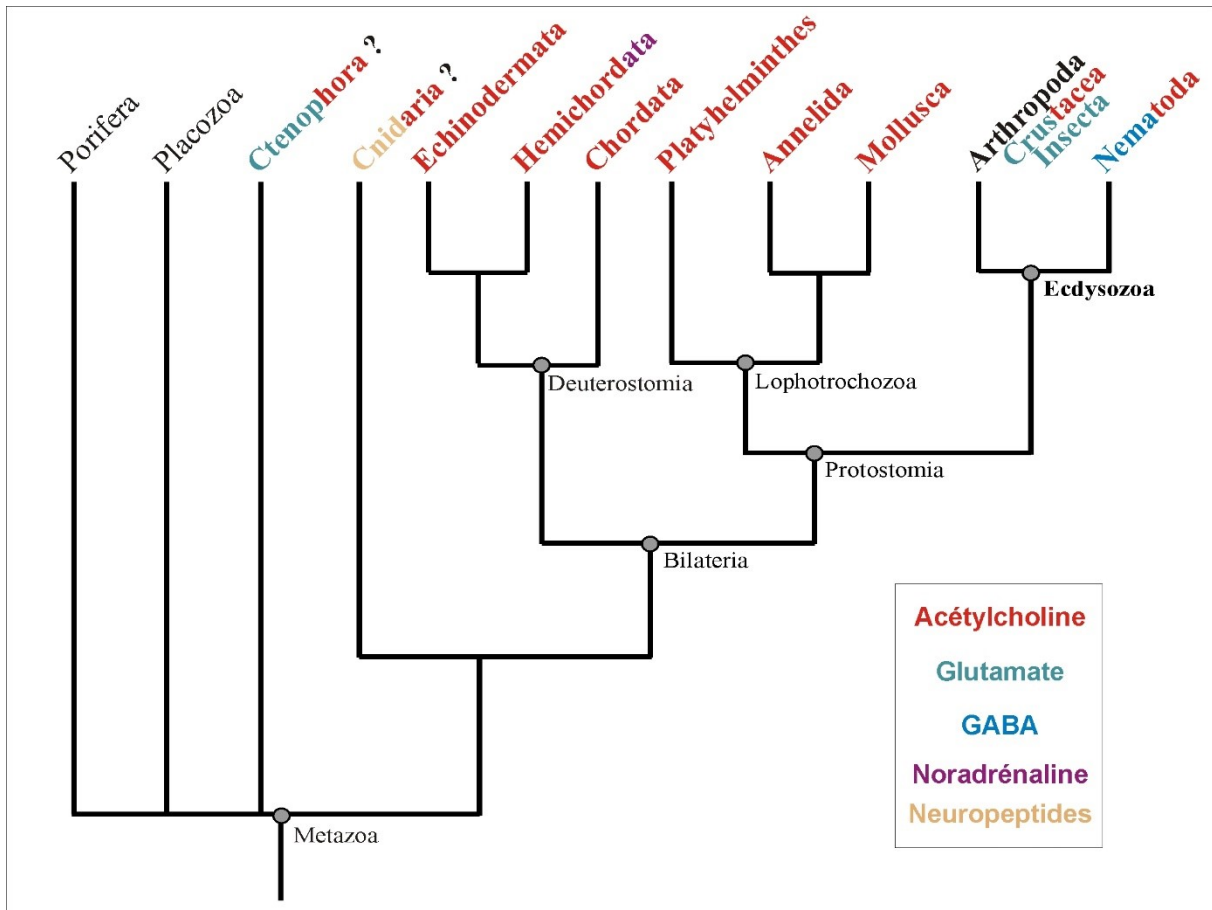 Porifera
Placozoa
Ctenophora ?
Cnidaria ?
Echinodermata
Hemichordata
Chordata
Platyhelminthes
Annelida
Mollusca
Arthropoda
Crustacea
Insecta
Nematoda
Ecdysozoa
Deuterostomia
Lophotrochozoa
Protostomia
Bilateria
Metazoa
Acétylcholine
Glutamate
GABA
Noradrénaline
Neuropeptides